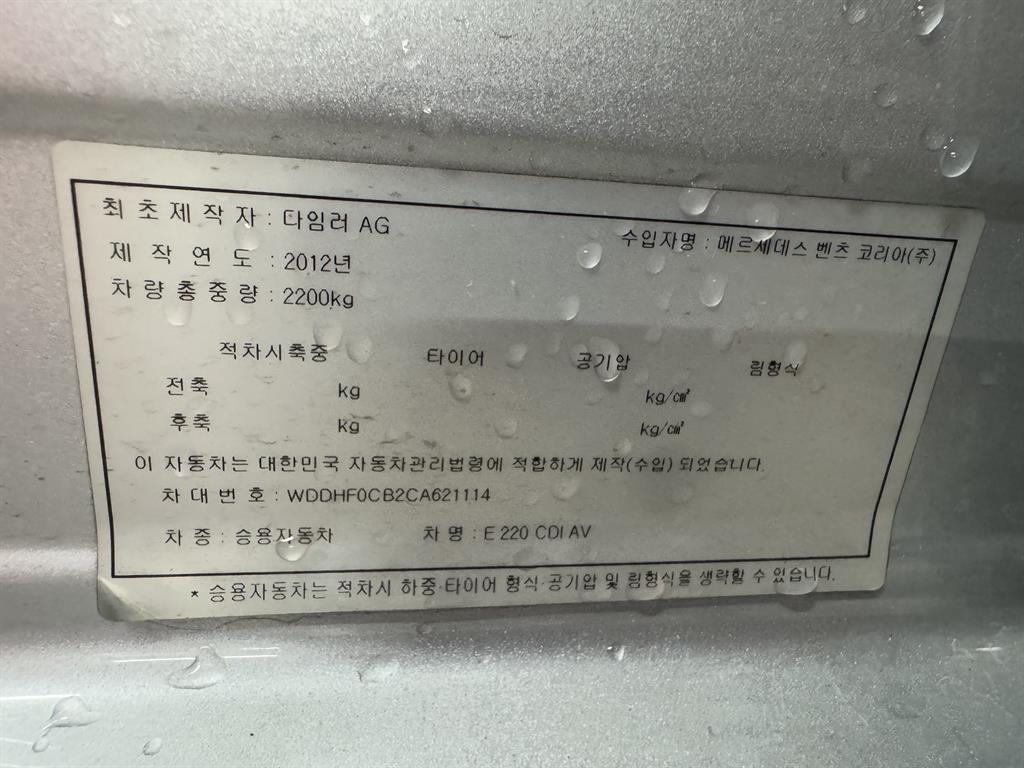 최초제작자 : 다임러 AG
수입자명 : 메르세데스 벤츠 코리아(주)
제 작 연 도 : 2012년
차량총중량 : 2200kg
적차시축중 타이어 공기압 림형식
전축 kg kg/㎠
후축 kg kg/㎠
이 자동차는 대한민국 자동차관리법령에 적합하게 제작(수입) 되었습니다.
차 대 번 호 : WDDHF0CB2CA621114
차 종 : 승용자동차 차 명 : E 220 CDI AV
* 승용자동차는 적차시 하중·타이어 형식·공기압 및 림형식을 생략할 수 있습니다.